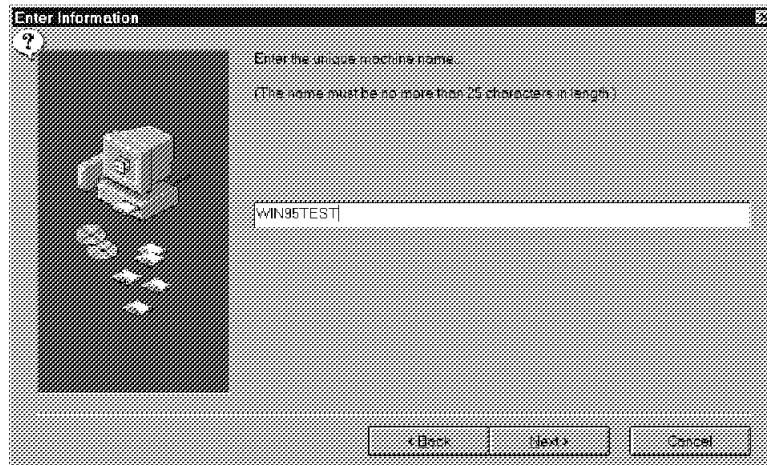 Enter Information
?
Enter the unique machine name.
(The name must be no more than 25 characters in length.)
WIN95TEST
< Back
Next >
Cancel